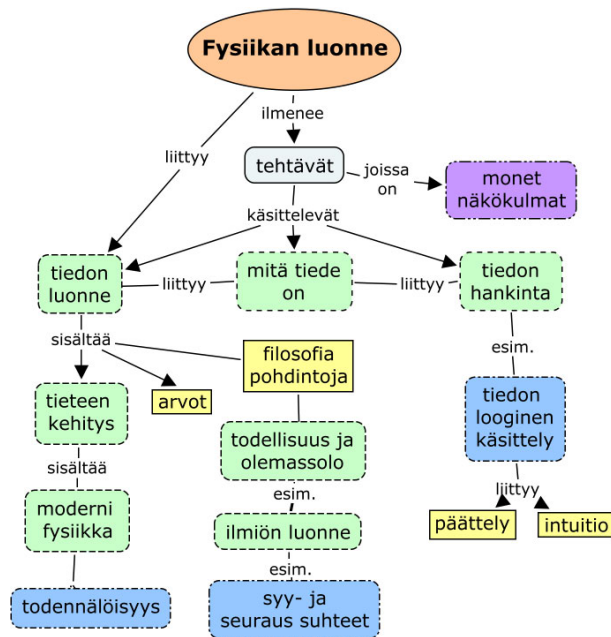 Fysiikan luonne
ilmenee
liittyy
tehtävät
joissa
on
monet
näkökulmat
käsittelevät
tiedon
luonne
liittyy
mitä tiede
on
liittyy
tiedon
hankinta
sisältää
filosofia
pohdintoja
esim.
tieteen
kehitys
arvot
tiedon
looginen
käsittely
todellisuus ja
olemassolo
sisältää
esim.
liittyy
moderni
fysiikka
ilmiön luonne
päättely
intuitio
esim.
todennälöisyys
syy- ja
seuraus suhteet